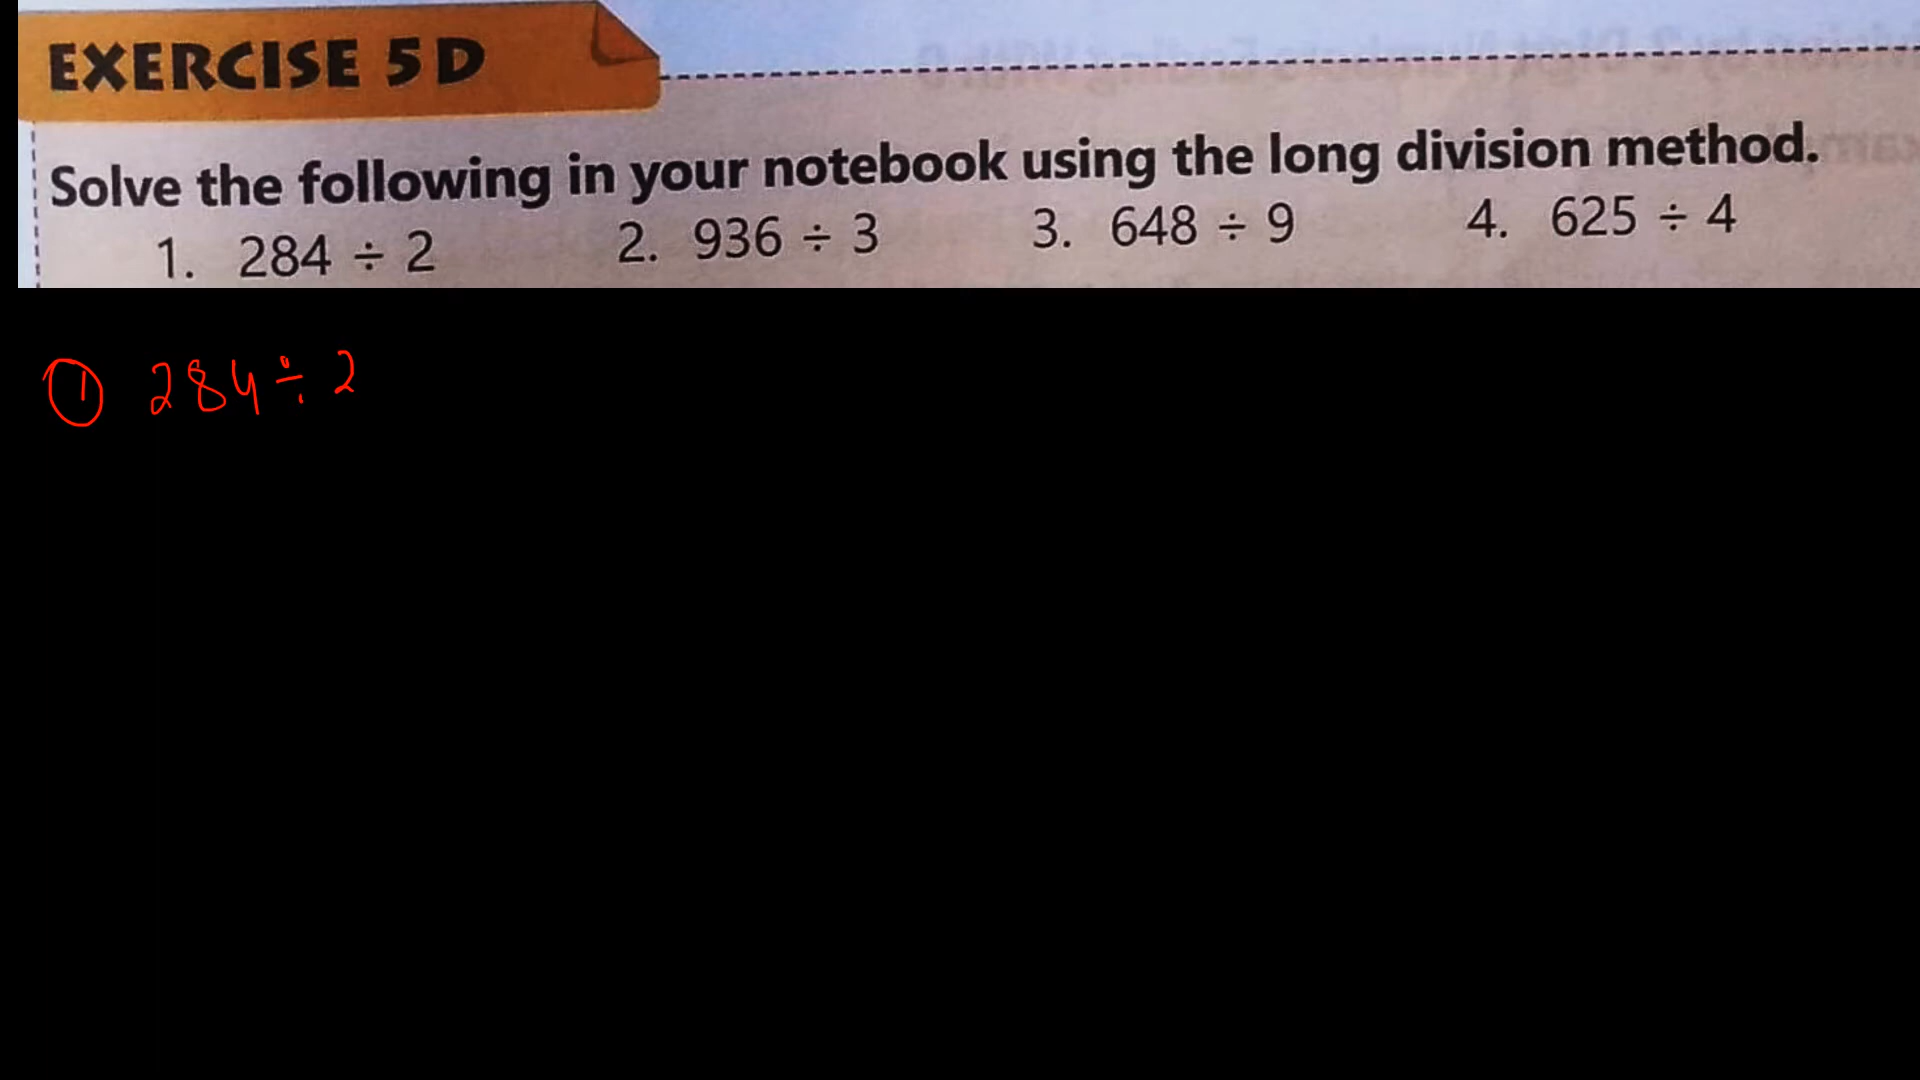 EXERCISE 5 D
Solve the following in your notebook using the long division method.
1. 284 ÷ 2 2. 936 ÷ 3 3. 648 ÷ 9 4. 625 ÷ 4
① 284 ÷ 2